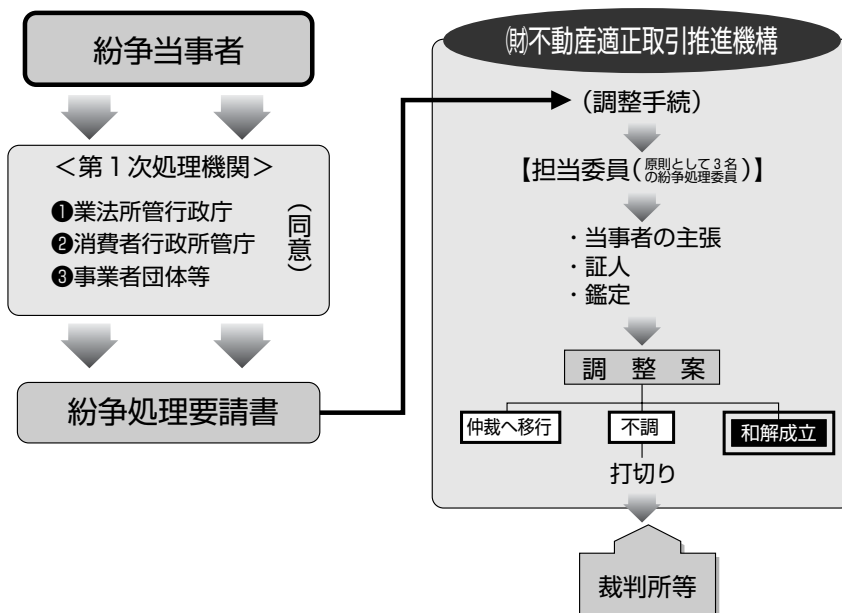 紛争当事者
<第1次処理機関>
❶業法所管行政庁
❷消費者行政所管庁
❸事業者団体等
(同意)
紛争処理要請書
㈶不動産適正取引推進機構
(調整手続)
【担当委員(原則として3名の紛争処理委員)】
・当事者の主張
・証人
・鑑定
調整案
仲裁へ移行
不調
和解成立
打切り
裁判所等